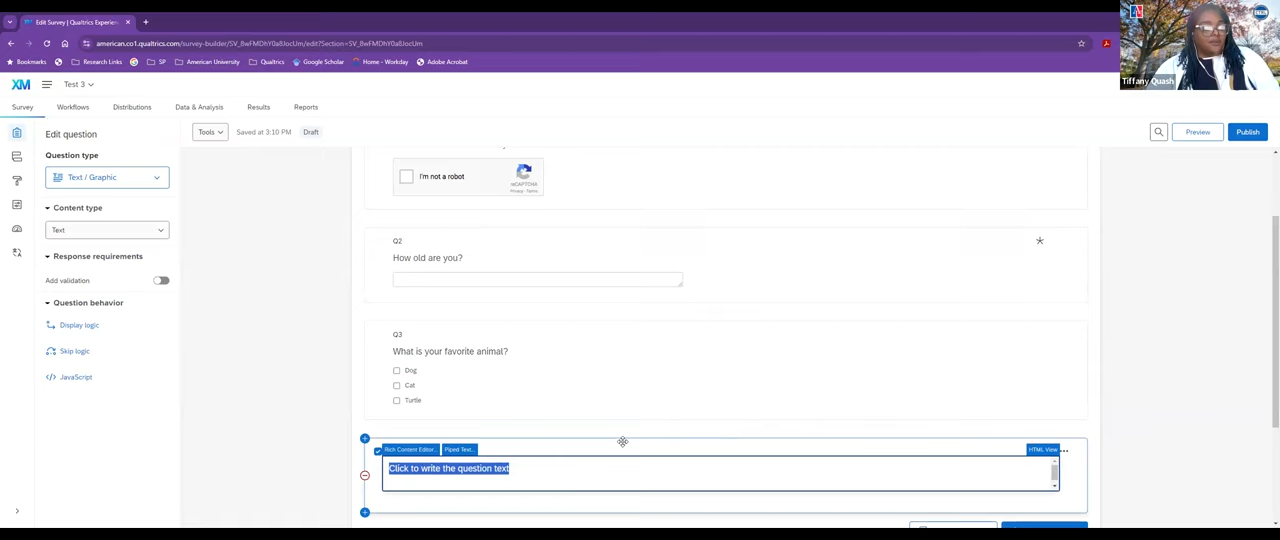 Edit Survey | Qualtrics Experien
american.co1.qualtrics.com/survey-builder/SV_8wFMDhY0a8JocUm/edit?Section=SV_8wFMDhY0a8JocUm
Bookmarks
Research Links
SP
American University
Qualtrics
Google Scholar
Home - Workday
Adobe Acrobat
Tiffany Quash
XM
Test 3
Survey
Workflows
Distributions
Data & Analysis
Results
Reports
Edit question
Tools
Saved at 3:10 PM
Draft
Preview
Publish
Question type
Text / Graphic
Content type
Text
Response requirements
Add validation
Question behavior
Display logic
Skip logic
JavaScript
I'm not a robot
reCAPTCHA
Privacy - Terms
Q2
How old are you?
Q3
What is your favorite animal?
Dog
Cat
Turtle
Rich Content Editor...
Piped Text...
HTML View
Click to write the question text